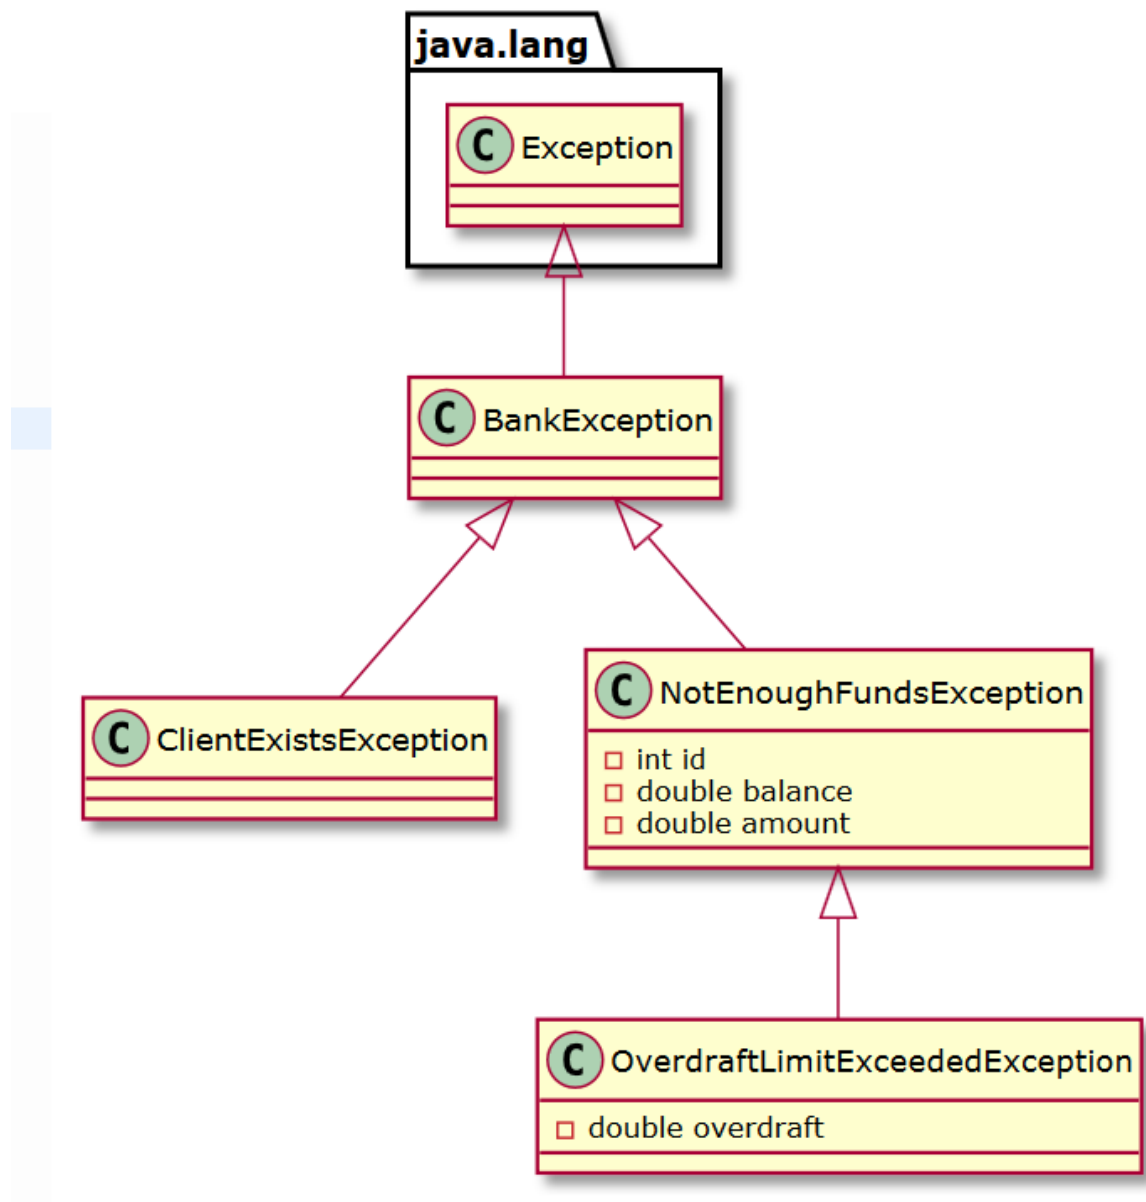 java.lang
C Exception
C BankException
C ClientExistsException
C NotEnoughFundsException
int id
double balance
double amount
C OverdraftLimitExceededException
double overdraft